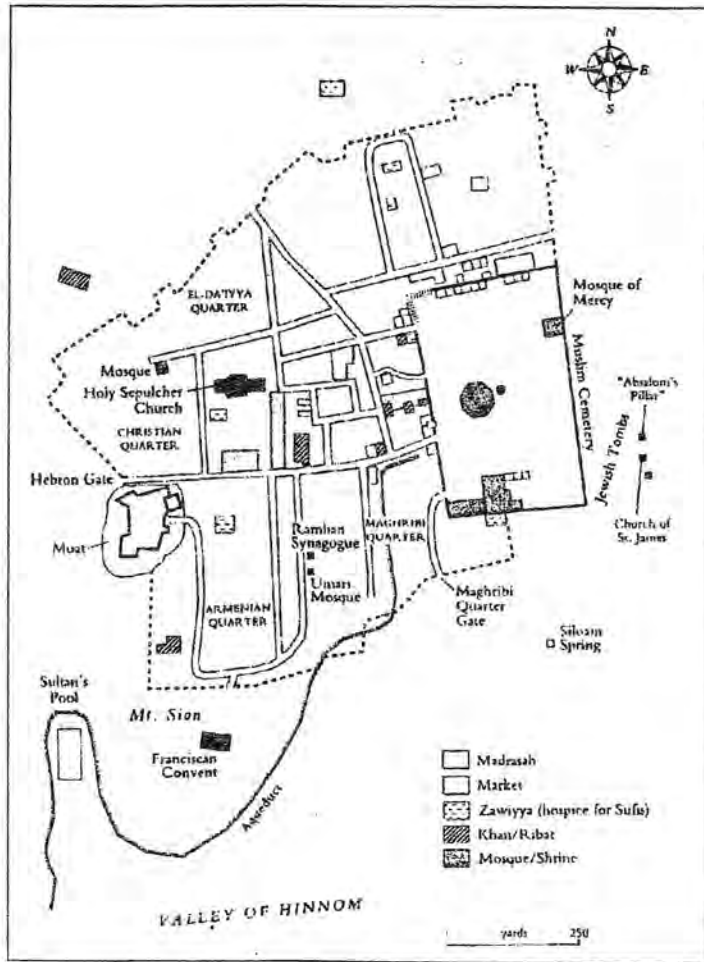 N
W E
S
Mosque of
Mercy
EL-DATYYA
QUARTER
Mosque
Holy Sepulcher
Church
Muslim Cemetery
"Absalom's
Pillar"
CHRISTIAN
QUARTER
Jewish Tombs
Hebron Gate
Church of
St. James
Moat
Ramban
Synagogue
MAGHRIBI
QUARTER
Umari
Mosque
ARMENIAN
QUARTER
Maghribi
Quarter
Gate
Siloam
Spring
Sultan's
Pool
Mt. Sion
Franciscan
Convent
Aqueduct
Madrasah
Market
Zawiyya (hospice for Sufis)
Khan/Ribat
Mosque/Shrine
VALLEY OF HINNOM
yards 250